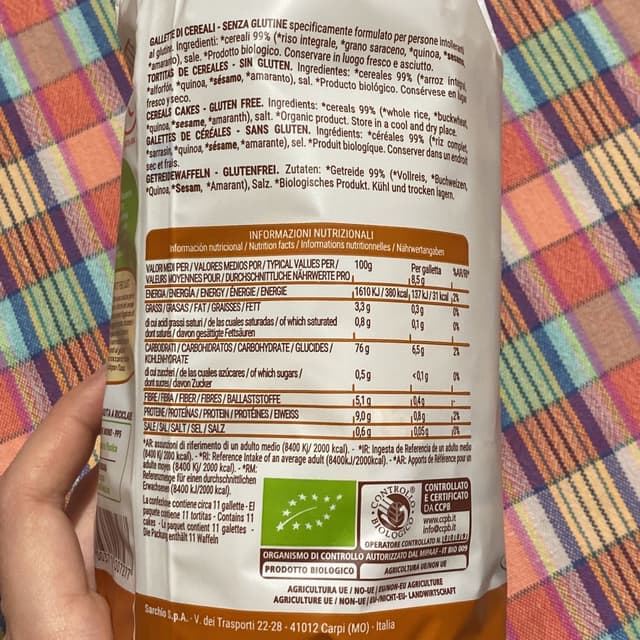 GALLETTE DI CEREALI - SENZA GLUTINE specificamente formulato per persone intolleranti
al glutine. Ingredienti: *cereali 99% (*riso integrale, *grano saraceno, *quinoa, *sesamo,
*amaranto), sale. *Prodotto biologico. Conservare in luogo fresco e asciutto.
TORTITAS DE CEREALES - SIN GLUTEN. Ingredientes: *cereales 99% (*arroz integral,
*alforfón, *quinoa, *sésamo, *amaranto), sal. *Producto biológico. Consérvese en lugar
fresco y seco.
CEREALS CAKES - GLUTEN FREE. Ingredients: *cereals 99% (*whole rice, *buckwheat,
*quinoa, *sesame, *amaranth), salt. *Organic product. Store in a cool and dry place.
GALETTES DE CÉRÉALES - SANS GLUTEN. Ingrédients: *céréales 99% (*riz complet,
*sarrasin, *quinoa, *sésame, *amarante), sel. *Produit biologique. Conserver dans un endroit
sec et frais.
GETREIDEWAFFELN - GLUTENFREI. Zutaten: *Getreide 99% (*Vollreis, *Buchweizen,
*Quinoa, *Sesam, *Amarant), Salz. *Biologisches Produkt. Kühl und trocken lagern.
INFORMAZIONI NUTRIZIONALI
Información nutricional / Nutrition facts / Informations nutritionnelles / Nährwertangaben
VALORI MEDI PER / VALORES MEDIOS POR / TYPICAL VALUES PER / 100g Per galletta %AR/RI*
VALEURS MOYENNES POUR / DURCHSCHNITTLICHE NÄHRWERTE PRO 8,5g
ENERGIA / ENERGÍA / ENERGY / ÉNERGIE / ENERGIE 1610 KJ / 380 kcal 137 kJ / 31 kcal 2%
GRASSI / GRASAS / FAT / GRAISSES / FETT 3,3g 0,3g 0%
di cui acidi grassi saturi / de las cuales saturadas / of which saturated 0,8g 0,1g 0%
dont saturés / davon gesättigte Fettsäuren
CARBOIDRATI / CARBOHIDRATOS / CARBOHYDRATE / GLUCIDES / 76 g 6,5g 2%
KOHLENHYDRATE
di cui zuccheri / de las cuales azúcares / of which sugars / 0,5g <0,1g 0%
dont sucres / davon Zucker
FIBRE / FIBRA / FIBER / FIBRES / BALLASTSTOFFE 5,1g 0,4g -
PROTEINE / PROTEÍNAS / PROTEIN / PROTÉINES / EIWEISS 9,0g 0,8g 2%
SALE / SAL / SALT / SEL / SALZ 0,6g 0,05g 0%
*AR: assunzioni di riferimento di un adulto medio (8400 Kj/ 2000 kcal). - *IR: Ingesta de Referencia de un adulto medio
(8400 Kj/ 2000 kcal). - *RI: Reference Intake of an average adult (8400kJ/2000kcal). - *AR: Apports de Référence pour un
adulte moyen (8400 Kj/ 2000 kcal). - *RM:
Referenzmenge für einen durchschnittlichen
Erwachsenen (8400 kJ/ 2000 kcal).
La confezione contiene circa 11 gallette - El
paquete contiene 11 tortitas - Contains 11
cakes - Le paquet contient 11 galettes -
Die Packung enthält 11 Waffeln
CONTROLLO
BIOLOGICO
CONTROLLATO
E CERTIFICATO
DA CCPB
www.ccpb.it
info@ccpb.it
OPERATORE CONTROLLATO N.
ORGANISMO DI CONTROLLO AUTORIZZATO DAL MIPAAF - IT BIO 009
PRODOTTO BIOLOGICO
AGRICOLTURA UE/NON UE
AGRICULTURA UE / NO-UE / EU/NON-EU AGRICULTURE
AGRICULTURE UE / NON-UE / EU-/NICHT-EU- LANDWIRTSCHAFT
Sarchio S.p.A. - V. dei Trasporti 22-28 - 41012 Carpi (MO) - Italia